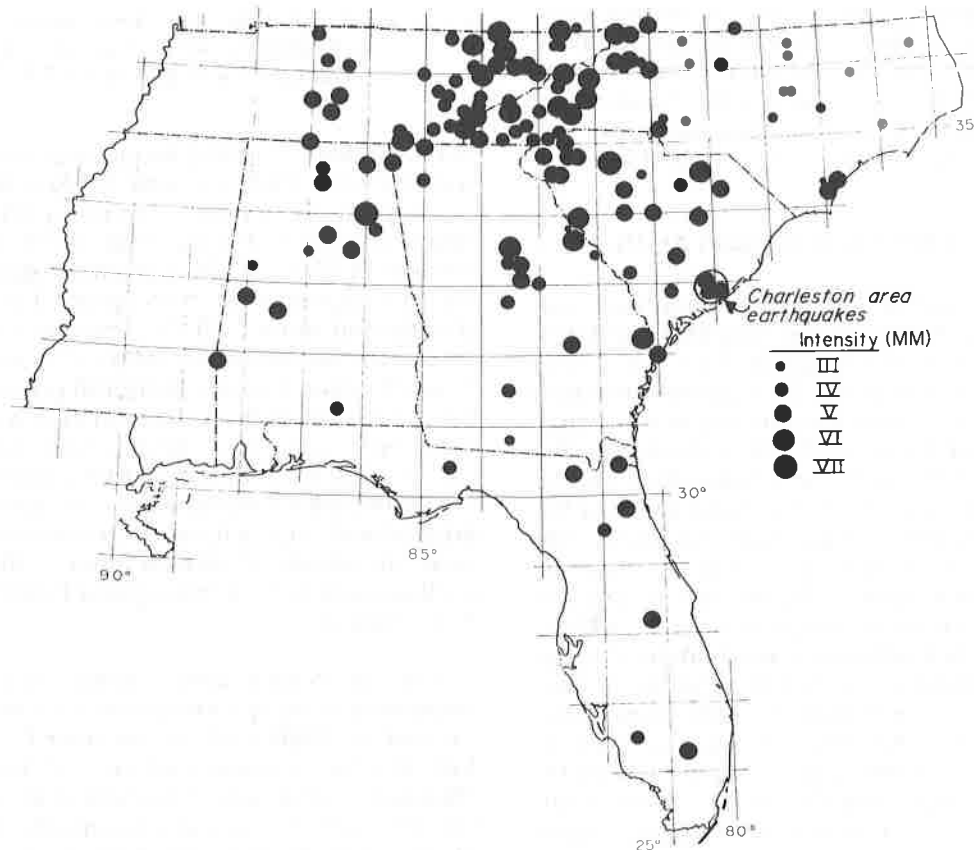 35
Charleston area
earthquakes
Intensity (MM)
III
IV
V
VI
VII
30°
85°
90°
25°
80°